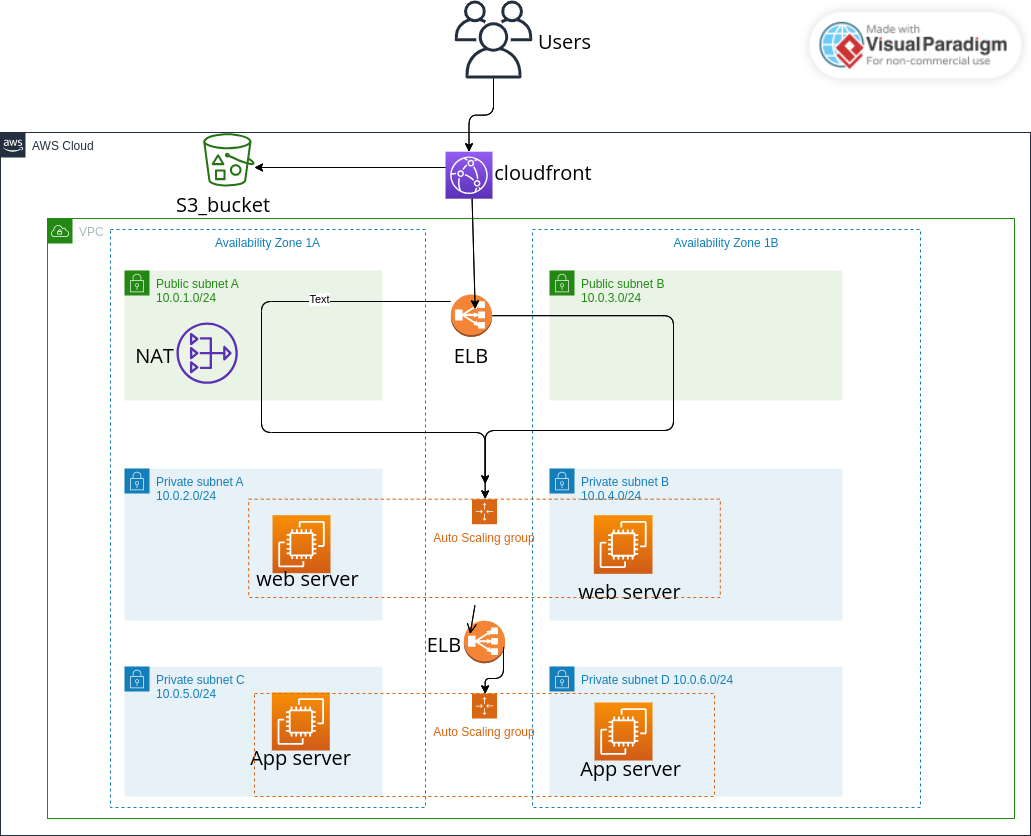 Users
Made with
VisualParadigm
For non-commercial use
aws
AWS Cloud
cloudfront
S3_bucket
VPC
Availability Zone 1A
Availability Zone 1B
Public subnet A
10.0.1.0/24
Public subnet B
10.0.3.0/24
Text
NAT
ELB
Private subnet A
10.0.2.0/24
Private subnet B
10.0.4.0/24
Auto Scaling group
web server
web server
ELB
Private subnet C
10.0.5.0/24
Private subnet D 10.0.6.0/24
Auto Scaling group
App server
App server